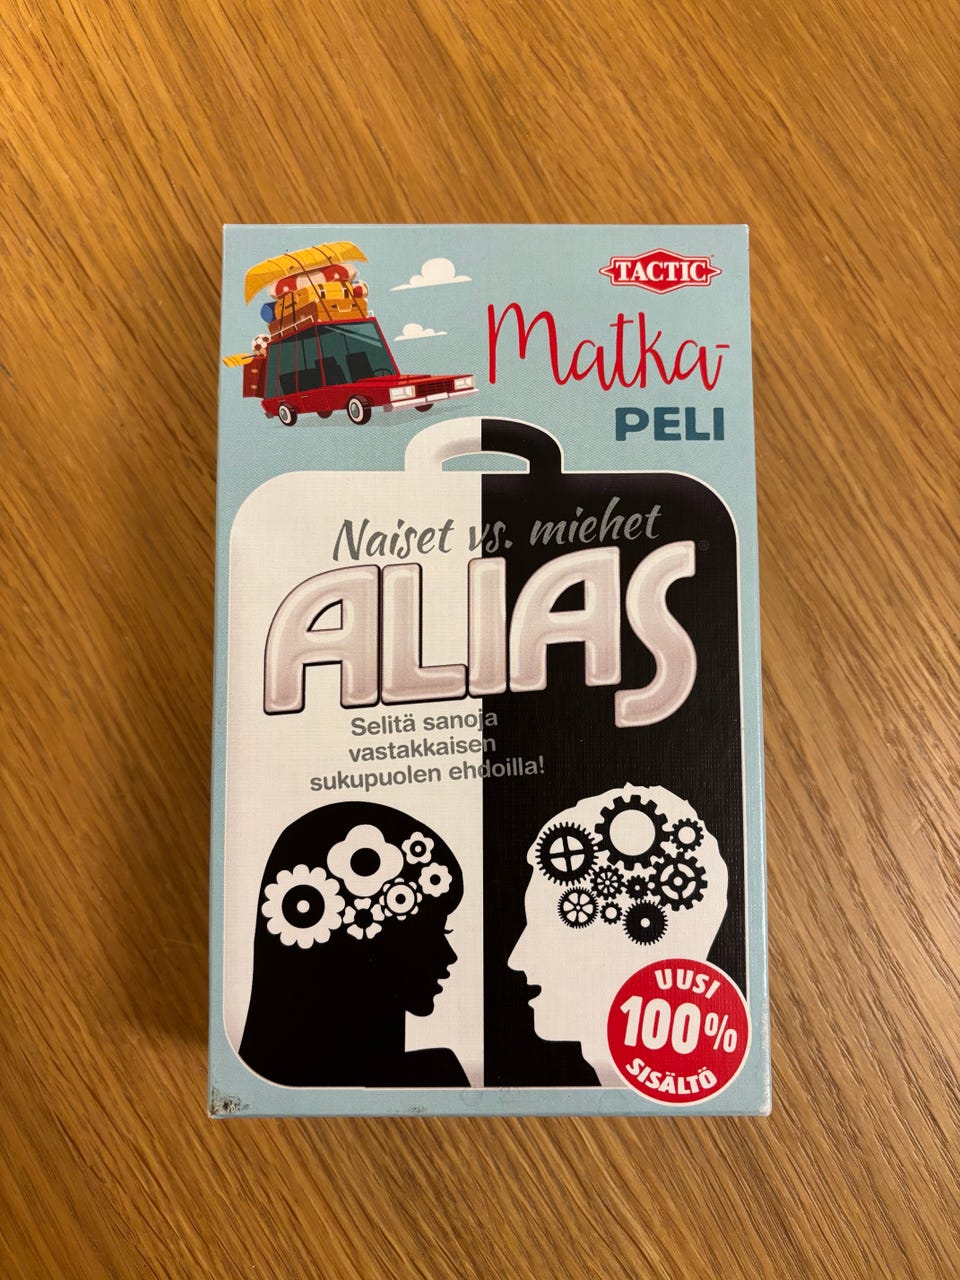 TACTIC
Matka-
PELI
Naiset vs. miehet
ALIAS®
Selitä sanoja
vastakkaisen
sukupuolen ehdoilla!
UUSI
100%
SISÄLTÖ